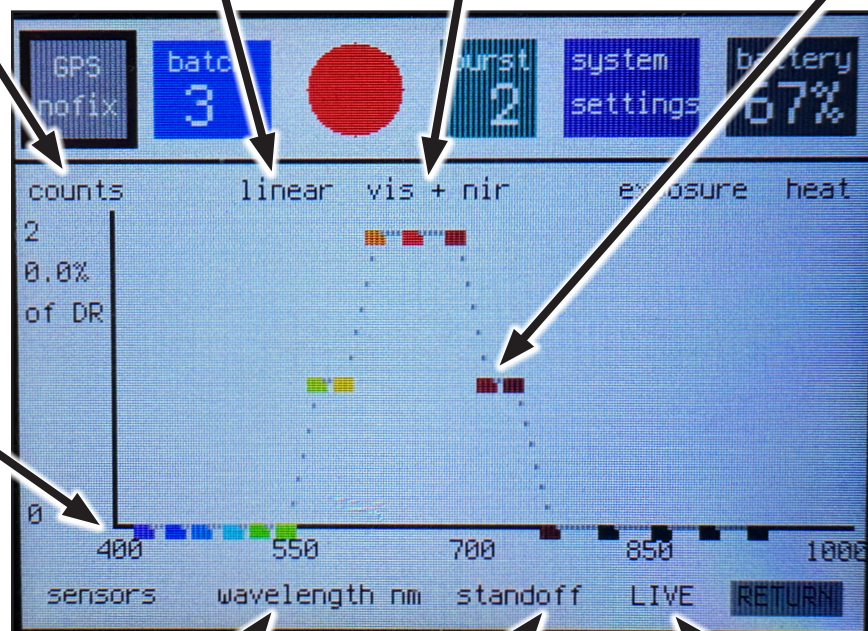 GPS
nofix
batc
3
burst
2
system
settings
battery
67%
counts linear vis + nir exposure heat
2
0.0%
of DR
0
400 550 700 850 1000
sensors wavelength nm standoff LIVE RETURN